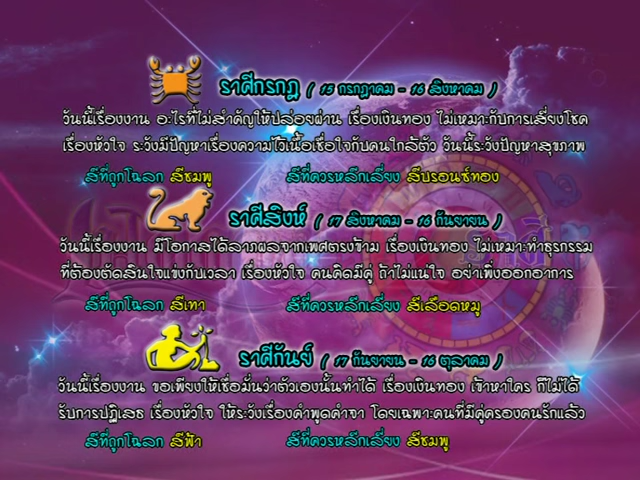 ราศีกรกฎ ( 15 กรกฎาคม - 16 สิงหาคม )
วันนี้เรื่องงาน อะไรที่ไม่สำคัญให้ปล่อยผ่าน เรื่องเงินทอง ไม่เหมาะกับการเสี่ยงโชค
เรื่องหัวใจ ระวังมีปัญหาเรื่องความไว้เนื้อเชื่อใจกับคนใกล้ตัว วันนี้ระวังปัญหาสุขภาพ
สีที่ถูกโฉลก สีชมพู สีที่ควรหลีกเลี่ยง สีบรอนซ์ทอง
ราศีสิงห์ ( 17 สิงหาคม - 16 กันยายน )
วันนี้เรื่องงาน มีโอกาสได้ลาภผลจากเพศตรงข้าม เรื่องเงินทอง ไม่เหมาะทำธุรกรรม
ที่ต้องตัดสินใจแข่งกับเวลา เรื่องหัวใจ คนคิดมีคู่ ถ้าไม่แน่ใจ อย่าเพิ่งออกอาการ
สีที่ถูกโฉลก สีเทา สีที่ควรหลีกเลี่ยง สีเลือดหมู
ราศีกันย์ ( 17 กันยายน - 16 ตุลาคม )
วันนี้เรื่องงาน ขอเพียงให้เชื่อมั่นว่าตัวเองนั้นทำได้ เรื่องเงินทอง เข้าหาใคร ก็ไม่ได้
รับการปฏิเสธ เรื่องหัวใจ ให้ระวังเรื่องคำพูดคำจา โดยเฉพาะคนที่มีคู่ครองคนรักแล้ว
สีที่ถูกโฉลก สีฟ้า สีที่ควรหลีกเลี่ยง สีชมพู